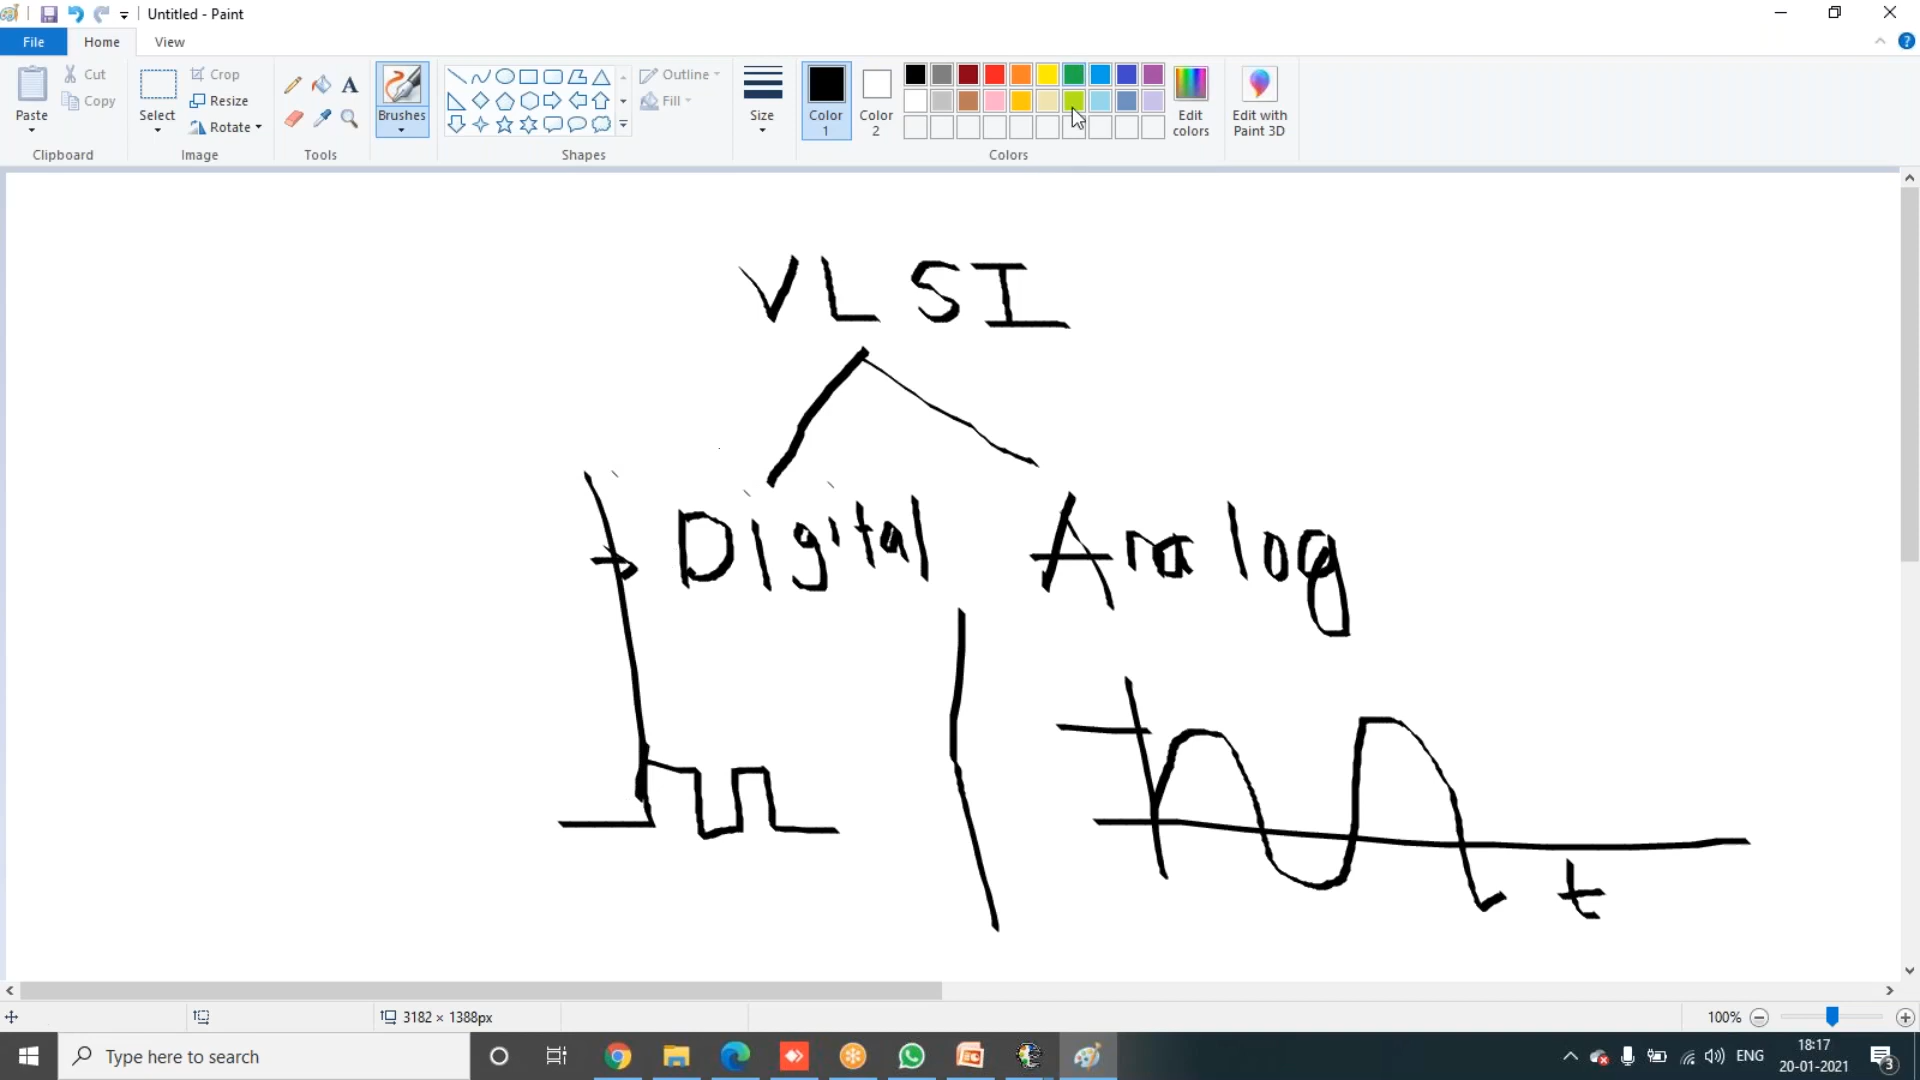 Untitled - Paint
File Home View
Paste
Cut
Copy
Clipboard
Select
Crop
Resize
Rotate
Image
Tools
Brushes
Shapes
Outline
Fill
Size
Color 1
Color 2
Colors
Edit colors
Edit with Paint 3D
VLSI
Digital Analog
t
3182 × 1388px
100%
Type here to search
ENG
18:17
20-01-2021
3